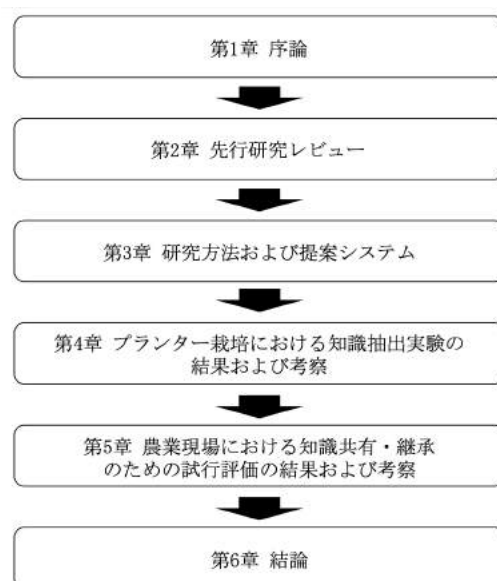 第1章 序論
第2章 先行研究レビュー
第3章 研究方法および提案システム
第4章 プランター栽培における知識抽出実験の
結果および考察
第5章 農業現場における知識共有・継承
のための試行評価の結果および考察
第6章 結論